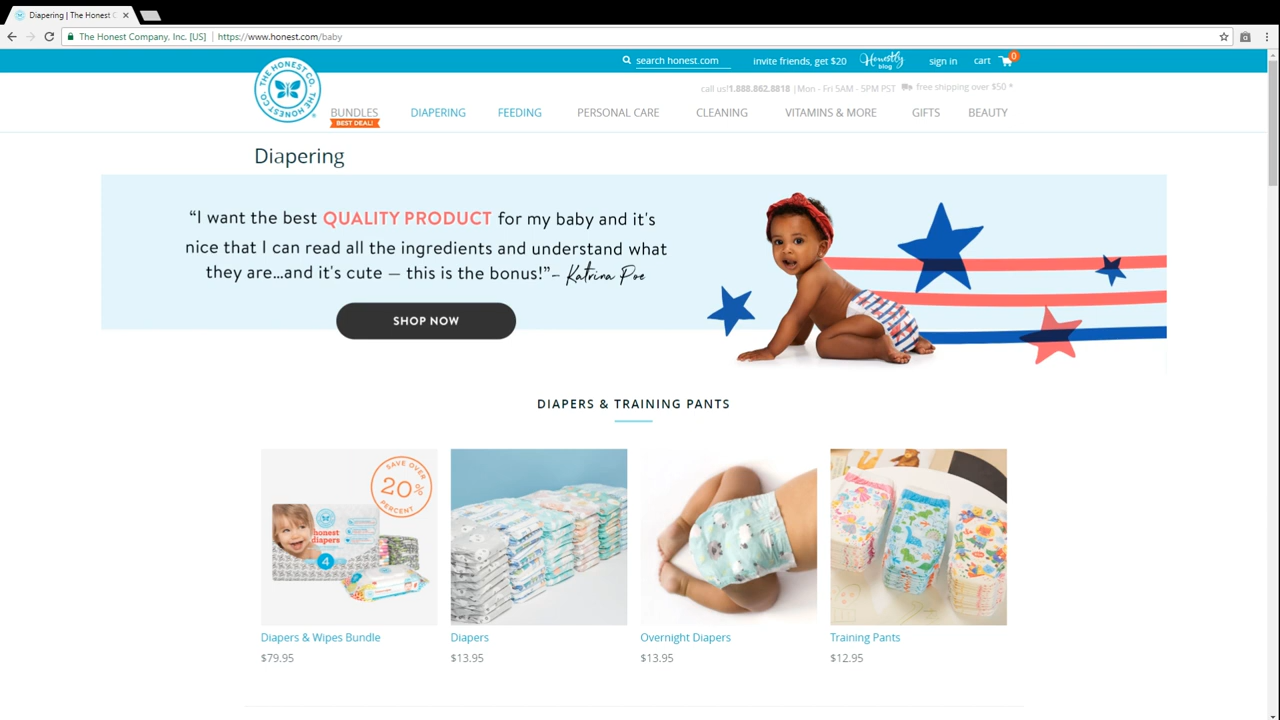 Diapering | The Honest C
The Honest Company, Inc. [US] | https://www.honest.com/baby
search honest.com
invite friends, get $20
Honestly blog
sign in
cart
0
THE HONEST CO. THE HONEST CO.
call us!1.888.862.8818 |Mon - Fri 5AM - 5PM PST
free shipping over $50 *
BUNDLES
BEST DEAL!
DIAPERING
FEEDING
PERSONAL CARE
CLEANING
VITAMINS & MORE
GIFTS
BEAUTY
Diapering
“I want the best QUALITY PRODUCT for my baby and it's
nice that I can read all the ingredients and understand what
they are...and it's cute — this is the bonus!”– Katrina Poe
SHOP NOW
DIAPERS & TRAINING PANTS
SAVE OVER
20%
PERCENT
honest
diapers
4
Diapers & Wipes Bundle
$79.95
Diapers
$13.95
Overnight Diapers
$13.95
Training Pants
$12.95